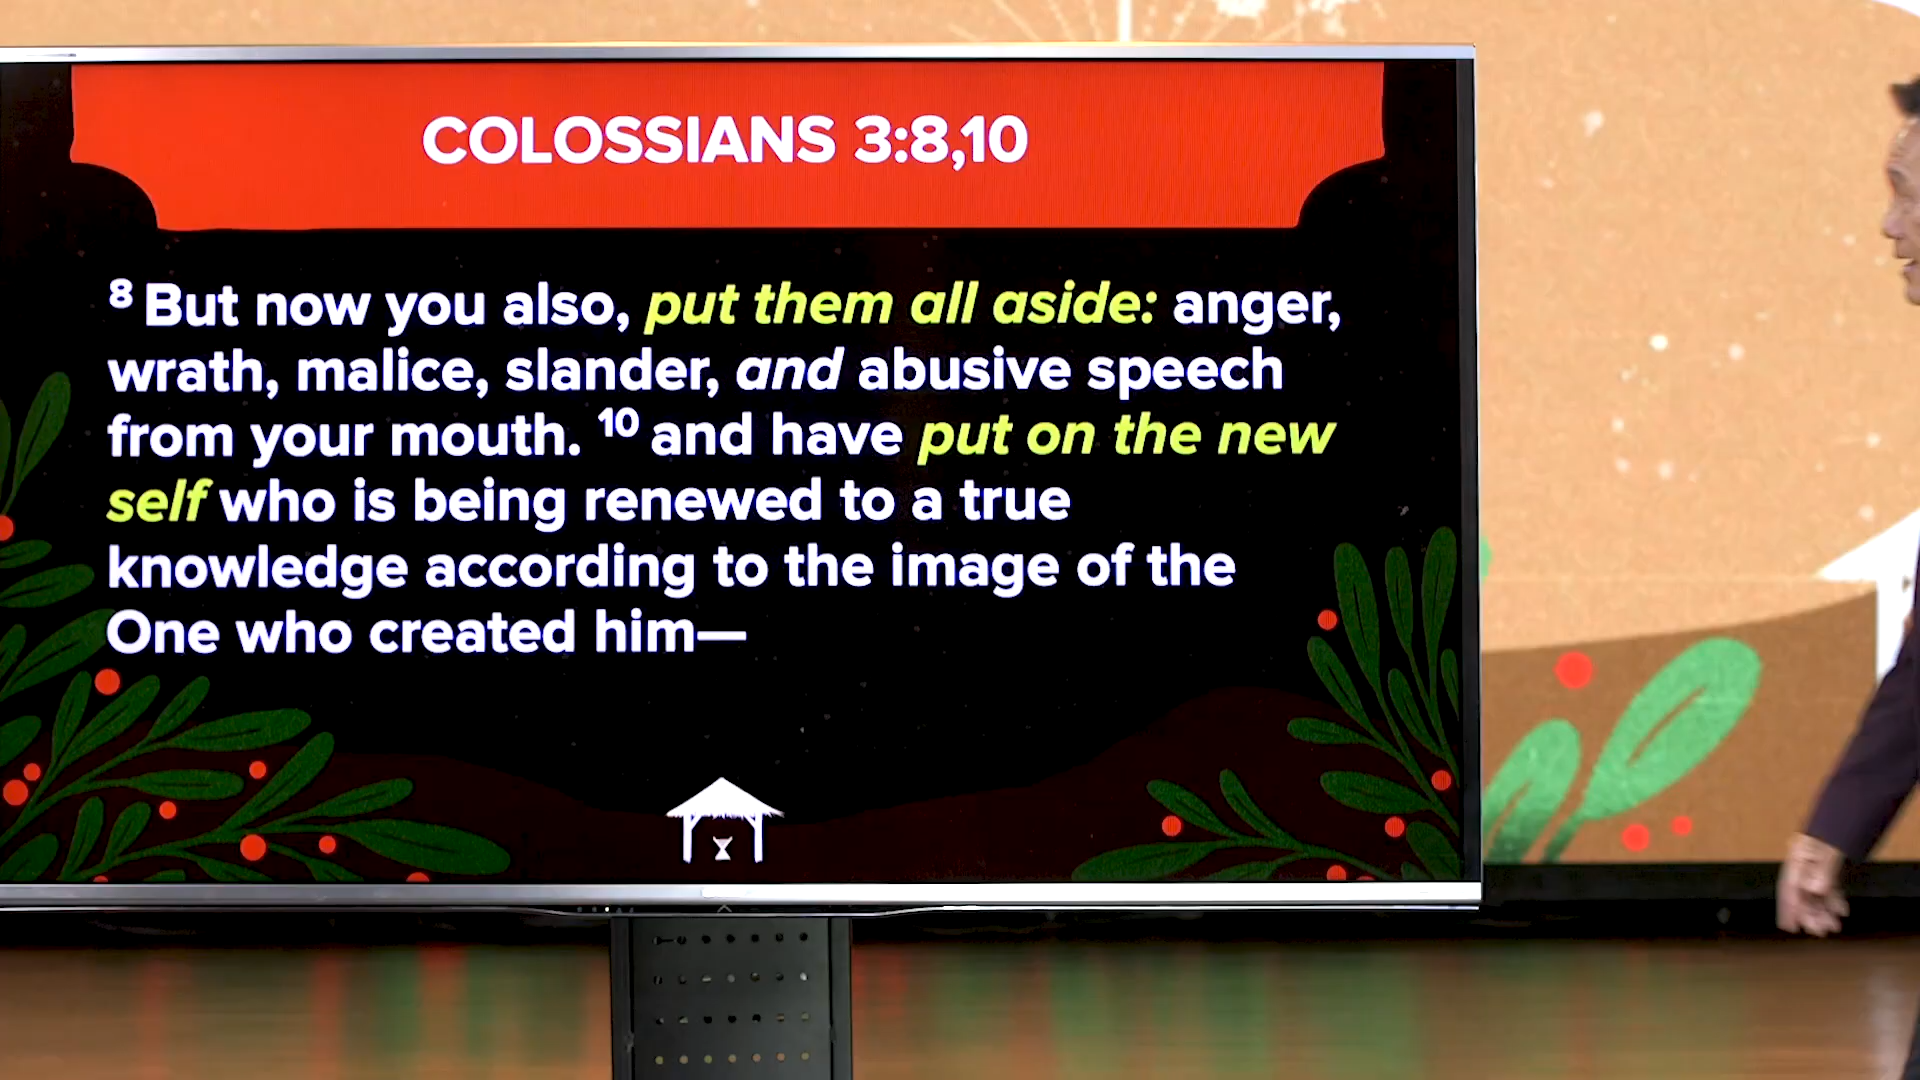 COLOSSIANS 3:8,10
8 But now you also, put them all aside: anger,
wrath, malice, slander, and abusive speech
from your mouth. 10 and have put on the new
self who is being renewed to a true
knowledge according to the image of the
One who created him—